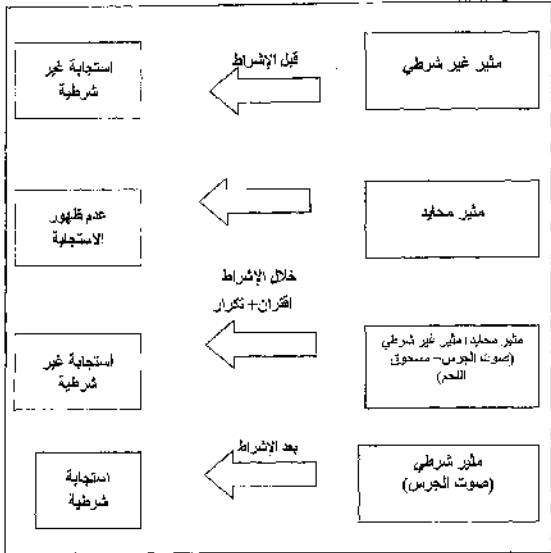 مثير غير شرطي
قبل الإشراط
استجابة غير
شرطية
مثير محايد
عدم ظهور
الاستجابة
خلال الإشراط
اقتران+ تكرار
مثير محايد+ مثير غير شرطي
(صوت الجرس– مسحوق
اللحم)
استجابة غير
شرطية
بعد الإشراط
مثير شرطي
(صوت الجرس)
استجابة
شرطية